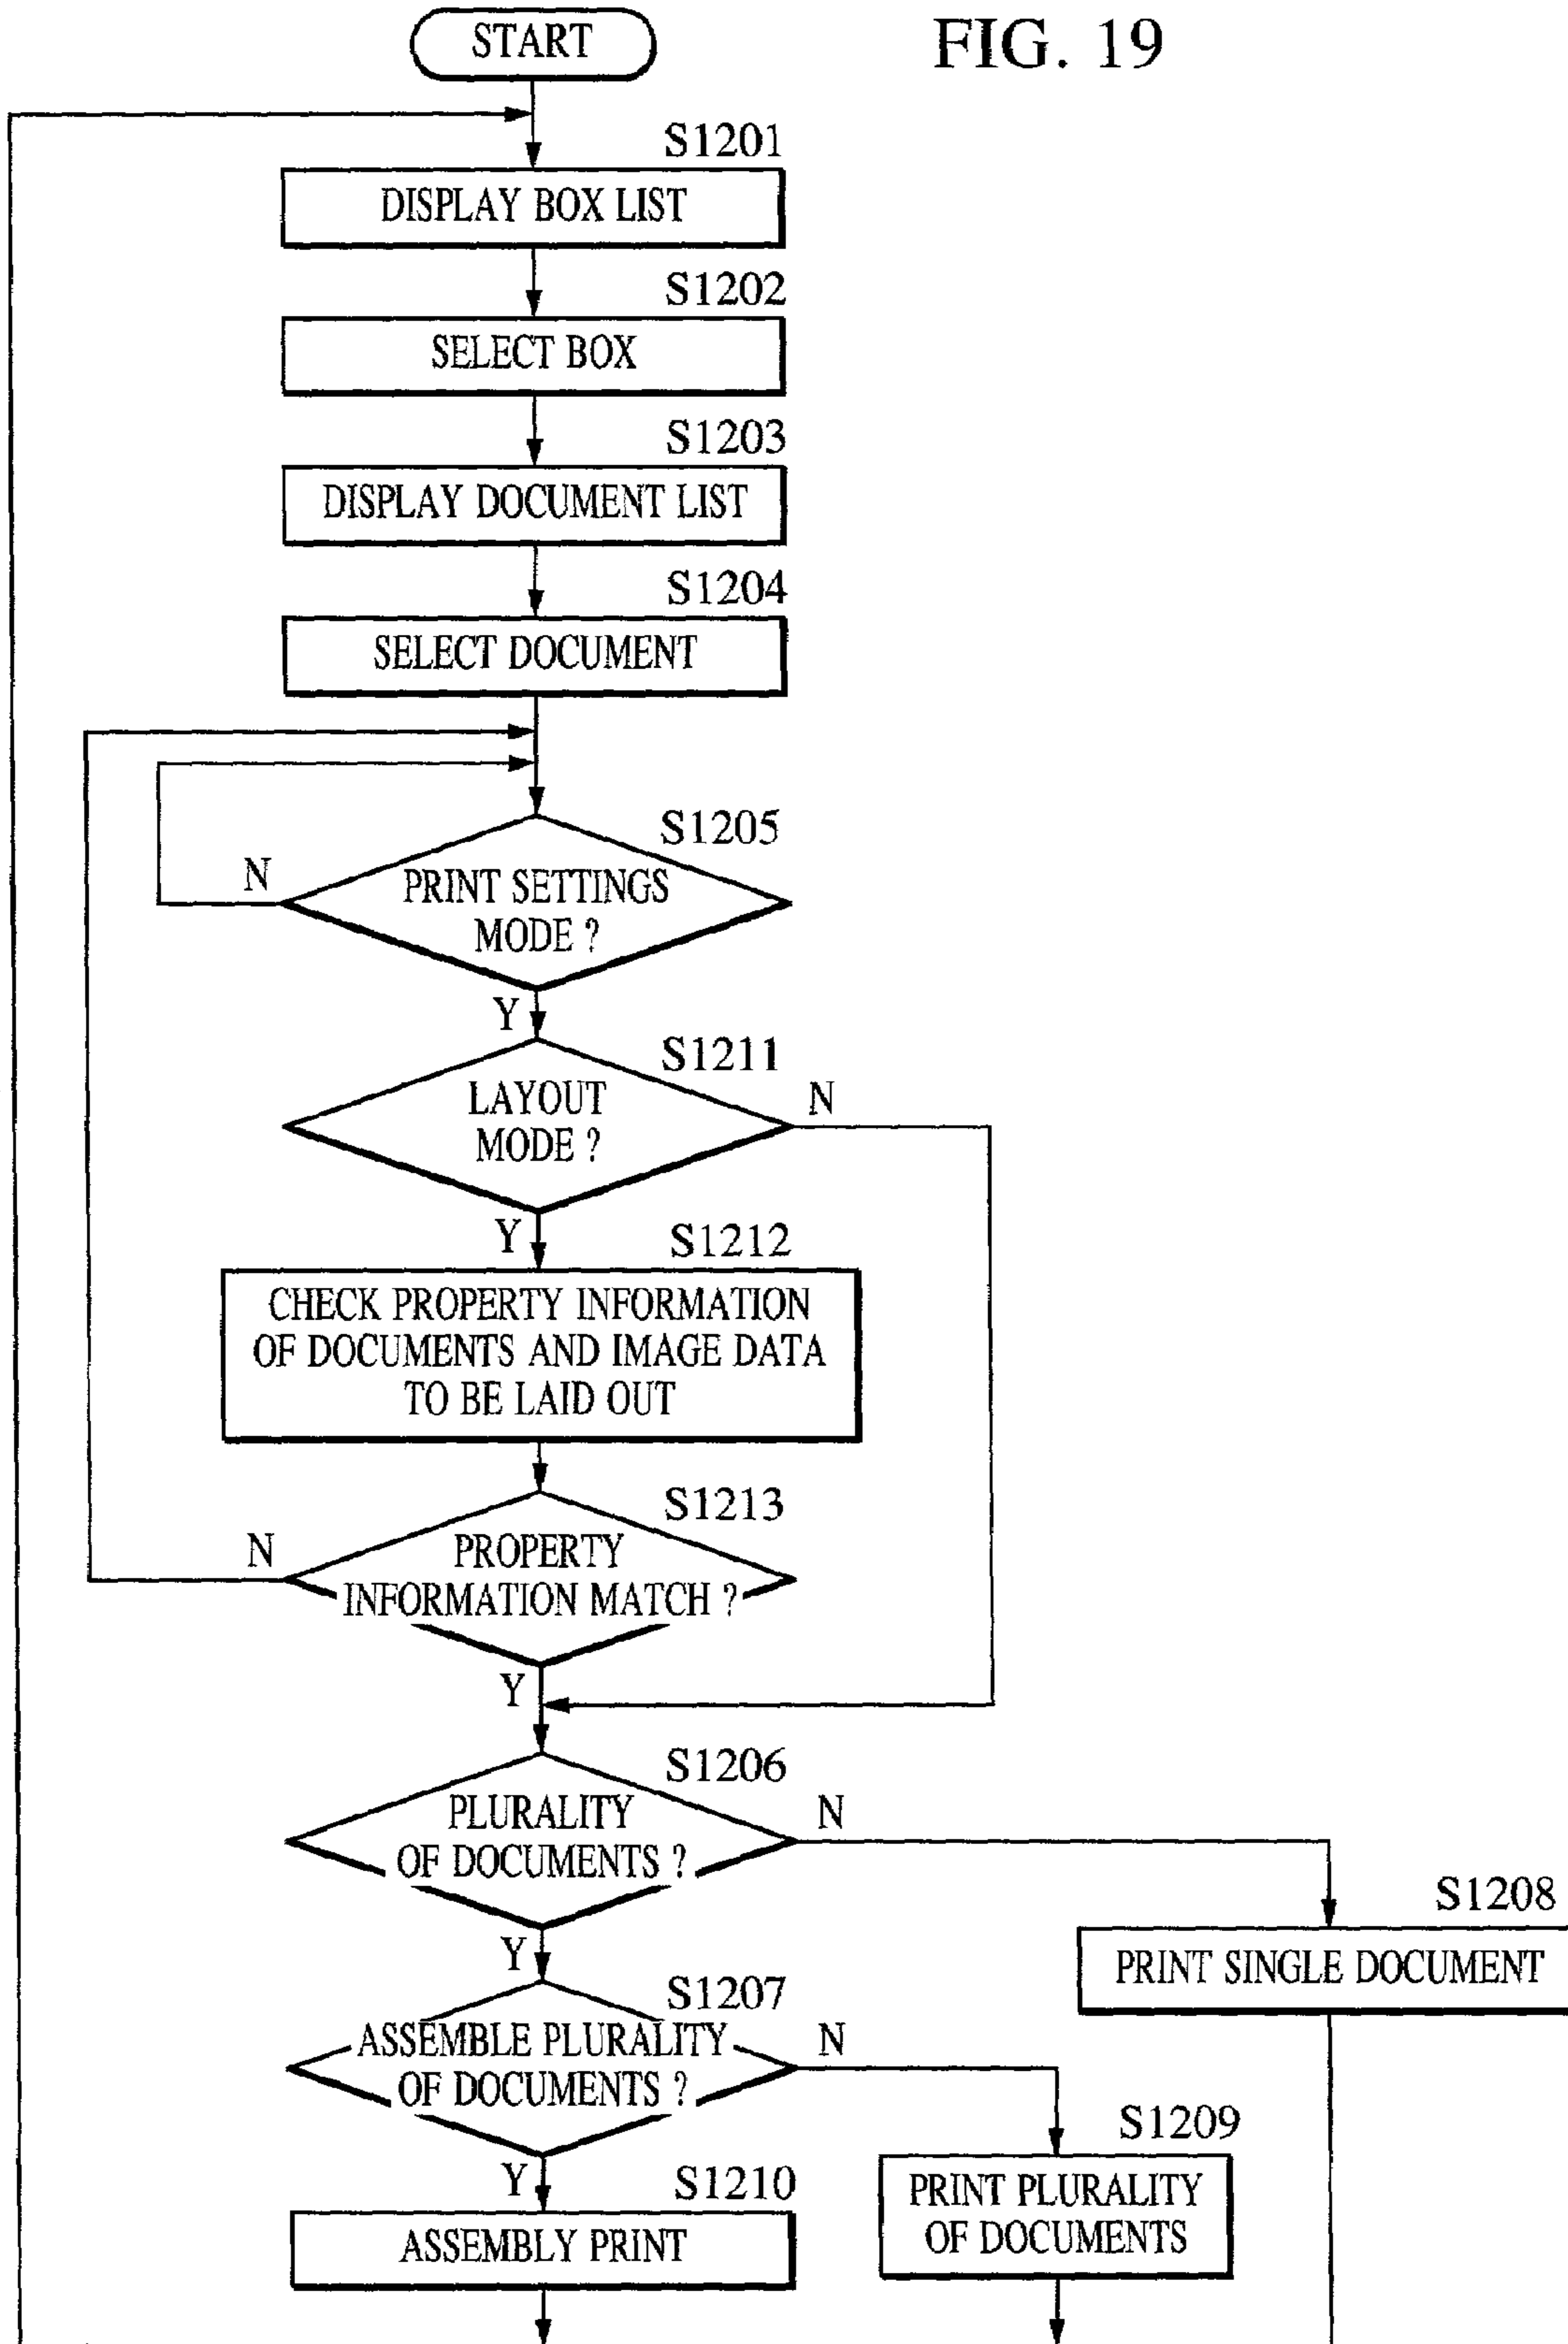 START
FIG. 19
S1201
DISPLAY BOX LIST
S1202
SELECT BOX
S1203
DISPLAY DOCUMENT LIST
S1204
SELECT DOCUMENT
S1205
N
PRINT SETTINGS
MODE ?
Y
S1211
LAYOUT
MODE ?
N
Y
S1212
CHECK PROPERTY INFORMATION
OF DOCUMENTS AND IMAGE DATA
TO BE LAID OUT
S1213
N
PROPERTY
INFORMATION MATCH ?
Y
S1206
PLURALITY
OF DOCUMENTS ?
N
S1208
PRINT SINGLE DOCUMENT
Y
S1207
ASSEMBLE PLURALITY
OF DOCUMENTS ?
N
S1209
PRINT PLURALITY
OF DOCUMENTS
Y
S1210
ASSEMBLY PRINT